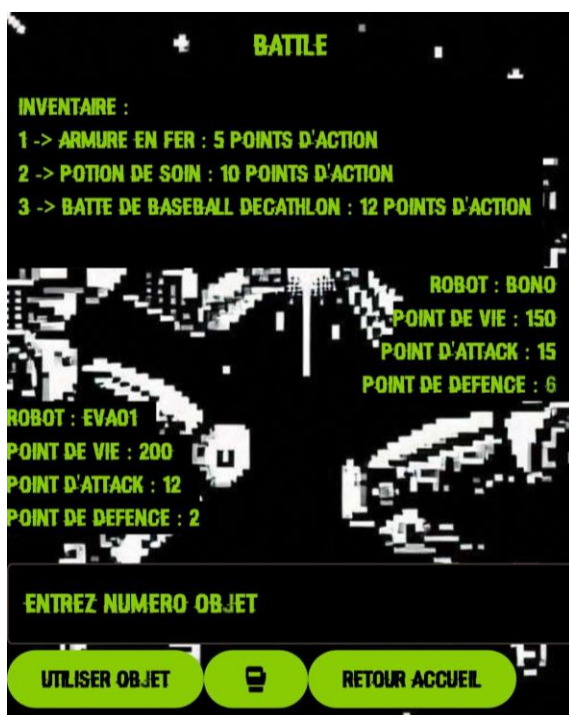 BATTLE
INVENTAIRE :
1 -> ARMURE EN FER : 5 POINTS D'ACTION
2 -> POTION DE SOIN : 10 POINTS D'ACTION
3 -> BATTE DE BASEBALL DECATHLON : 12 POINTS D'ACTION
ROBOT : BONO
POINT DE VIE : 150
POINT D'ATTACK : 15
POINT DE DEFENCE : 6
ROBOT : EVA01
POINT DE VIE : 200
POINT D'ATTACK : 12
POINT DE DEFENCE : 2
ENTREZ NUMERO OBJET
UTILISER OBJET
RETOUR ACCUEIL